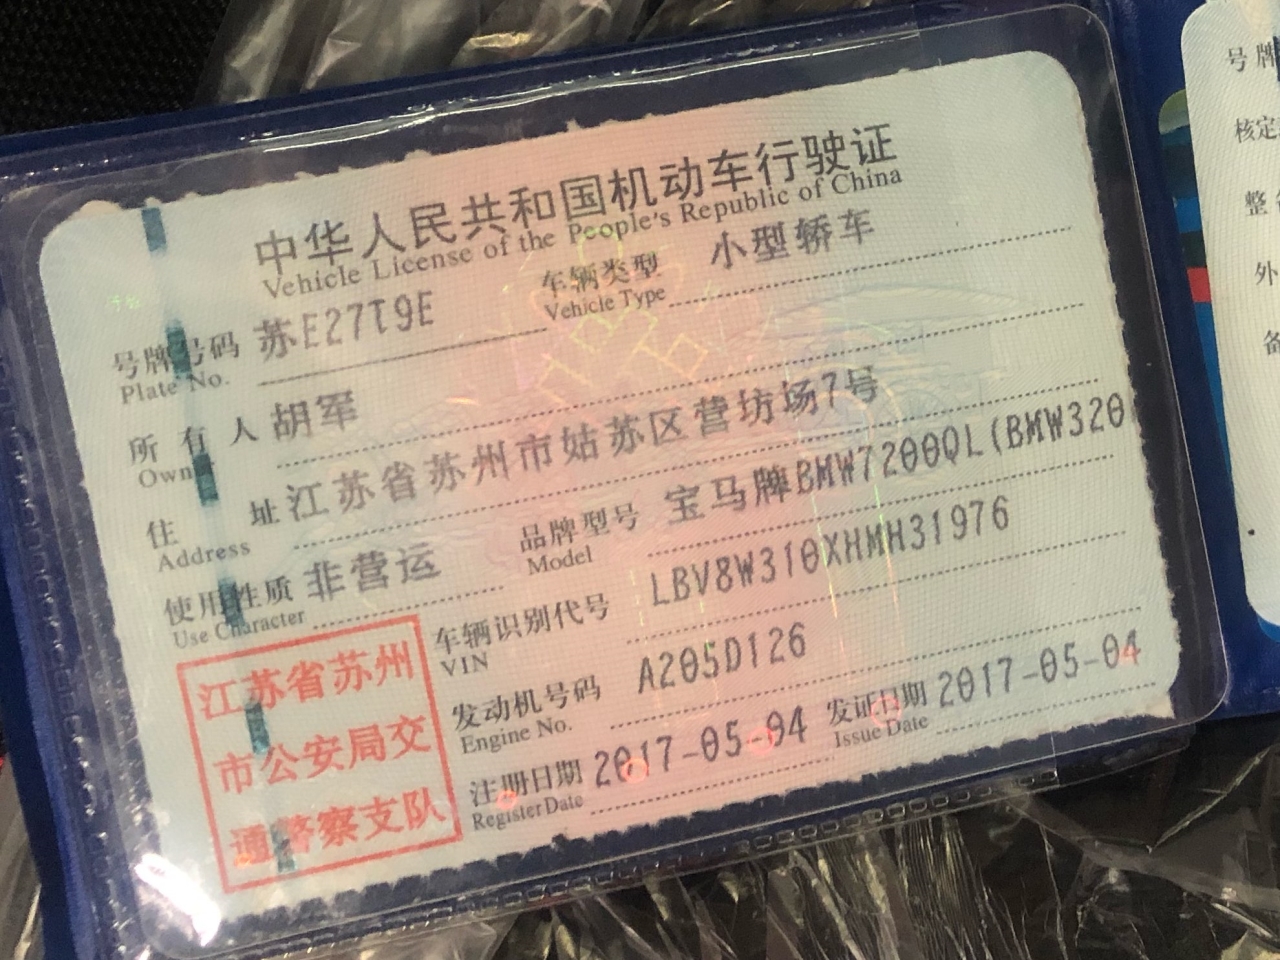 中华人民共和国机动车行驶证
Vehicle License of the People's Republic of China
号牌号码 苏E27T9E 车辆类型 小型轿车
Plate No. Vehicle Type
所有人 胡军
Owner
住址 江苏省苏州市姑苏区营坊场7号
Address
使用性质 非营运 品牌型号 宝马牌BMW7200QL(BMW320
Use Character Model
车辆识别代号 LBV8W310XHMH31976
VIN
发动机号码 A205D126
Engine No.
注册日期 2017-05-04 发证日期 2017-05-04
Register Date Issue Date
江苏省苏州
市公安局交
通警察支队
号牌
核定
整
外
备